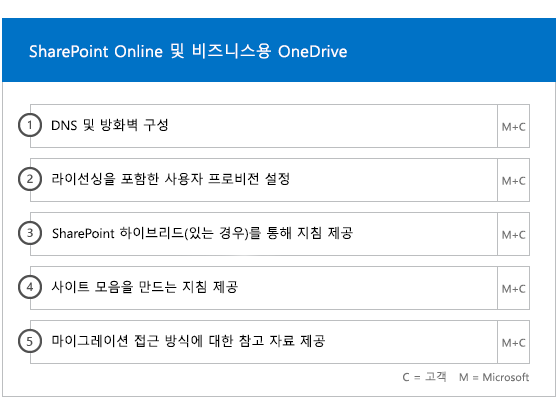 SharePoint Online 및 비즈니스용 OneDrive
1 DNS 및 방화벽 구성 M+C
2 라이선싱을 포함한 사용자 프로비전 설정 M+C
3 SharePoint 하이브리드(있는 경우)를 통해 지침 제공 M+C
4 사이트 모음을 만드는 지침 제공 M+C
5 마이그레이션 접근 방식에 대한 참고 자료 제공 M+C
C = 고객 M = Microsoft